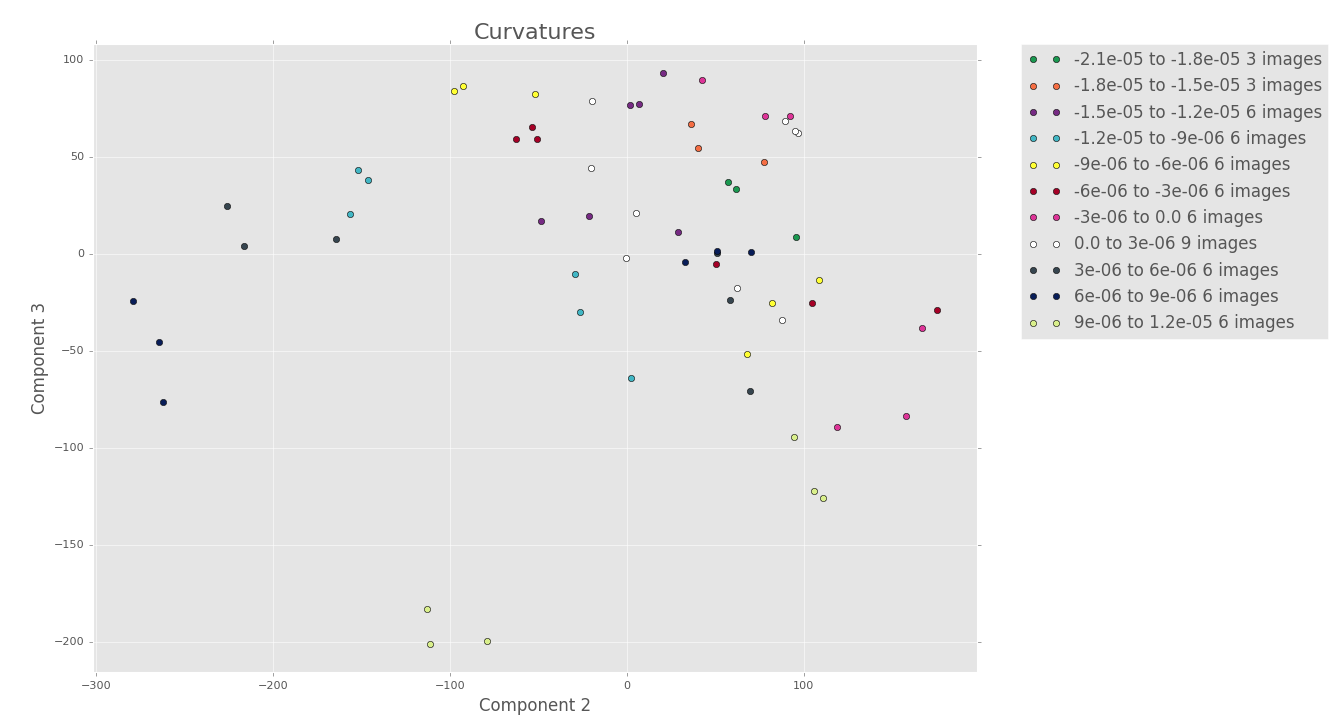 Curvatures
100
50
0
−50
−100
−150
−200
Component 3
−300
−200
−100
0
100
Component 2
-2.1e-05 to -1.8e-05 3 images
-1.8e-05 to -1.5e-05 3 images
-1.5e-05 to -1.2e-05 6 images
-1.2e-05 to -9e-06 6 images
-9e-06 to -6e-06 6 images
-6e-06 to -3e-06 6 images
-3e-06 to 0.0 6 images
0.0 to 3e-06 9 images
3e-06 to 6e-06 6 images
6e-06 to 9e-06 6 images
9e-06 to 1.2e-05 6 images